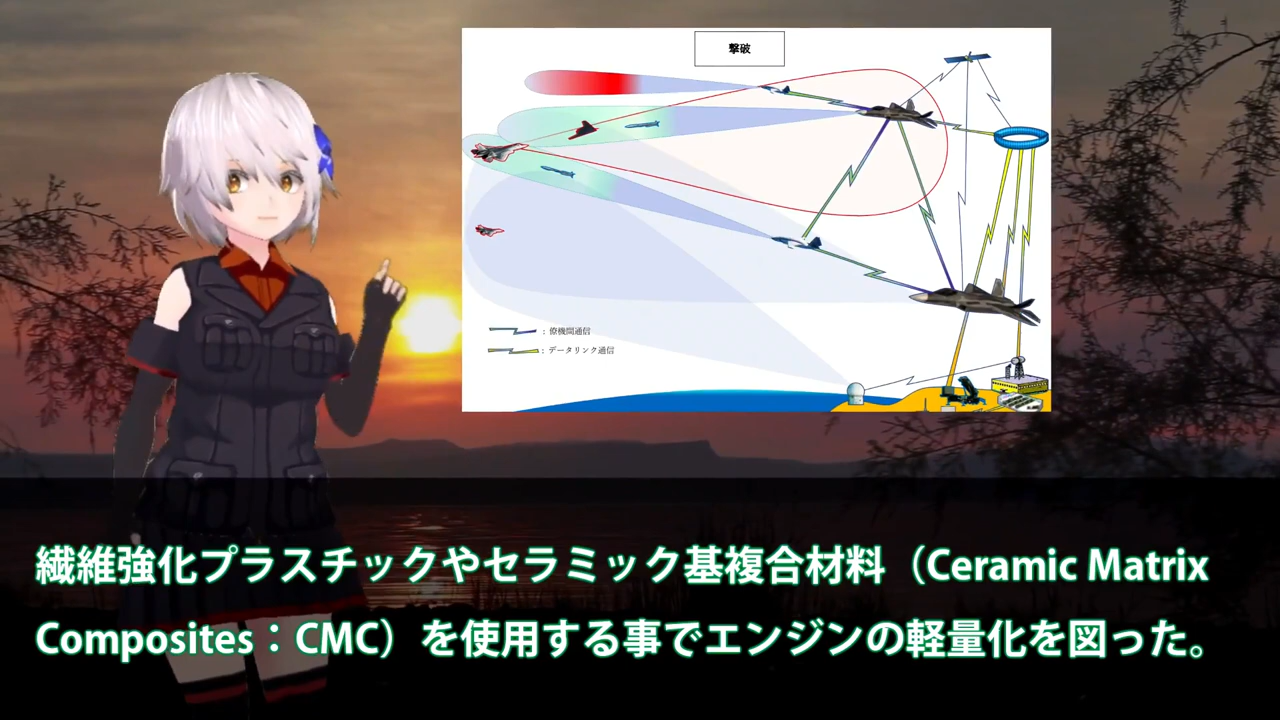 撃破
：僚機間通信
：データリンク通信
繊維強化プラスチックやセラミック基複合材料（Ceramic Matrix
Composites：CMC）を使用する事でエンジンの軽量化を図った。